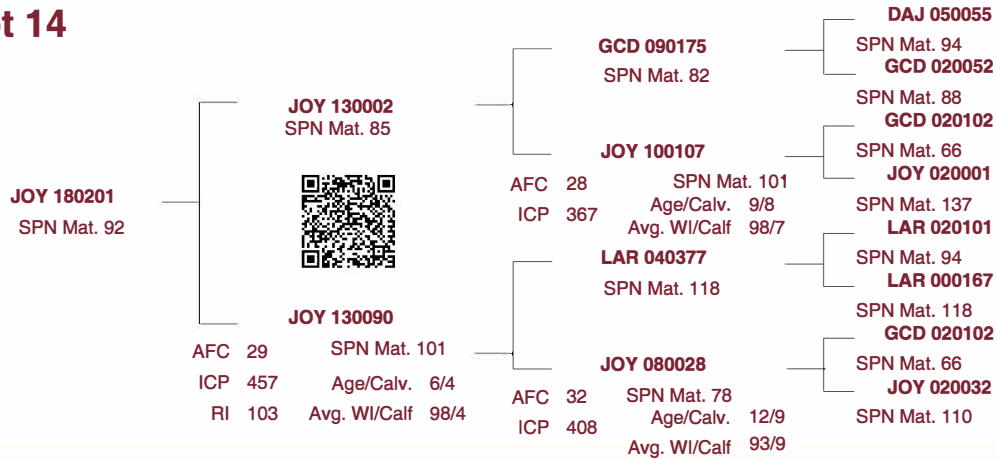 t 14
DAJ 050055
SPN Mat. 94
GCD 090175
SPN Mat. 82
GCD 020052
SPN Mat. 88
JOY 130002
SPN Mat. 85
GCD 020102
SPN Mat. 66
JOY 100107
AFC 28 SPN Mat. 101
ICP 367 Age/Calv. 9/8
Avg. WI/Calf 98/7
JOY 020001
SPN Mat. 137
JOY 180201
SPN Mat. 92
LAR 020101
SPN Mat. 94
LAR 040377
SPN Mat. 118
LAR 000167
SPN Mat. 118
JOY 130090
AFC 29 SPN Mat. 101
ICP 457 Age/Calv. 6/4
RI 103 Avg. WI/Calf 98/4
GCD 020102
SPN Mat. 66
JOY 080028
AFC 32 SPN Mat. 78
ICP 408 Age/Calv. 12/9
Avg. WI/Calf 93/9
JOY 020032
SPN Mat. 110